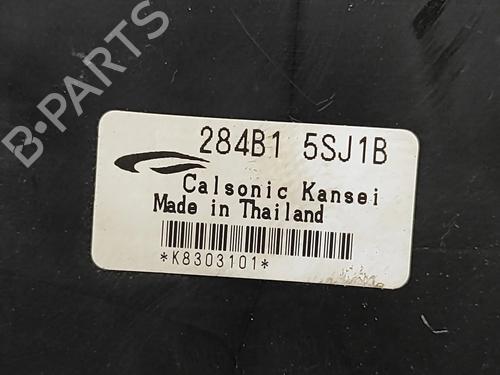 B-PARTS
284B1 5SJ1B
Calsonic Kansei
Made in Thailand
*K8303101*